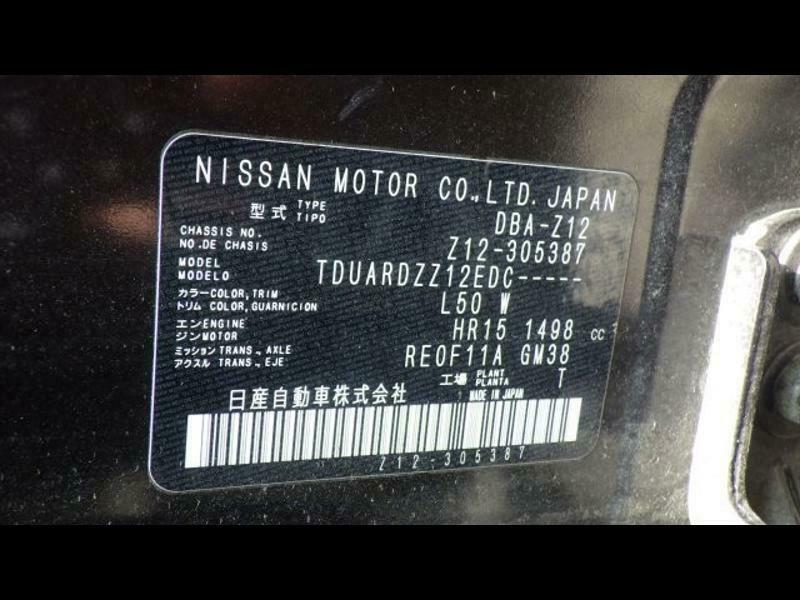 NISSAN MOTOR CO.,LTD. JAPAN
型式 TYPE TIPO DBA-Z12
CHASSIS NO. NO.DE CHASIS Z12-305387
MODEL MODELO TDUARDZZ12EDC-----
カラーCOLOR,TRIM トリム COLOR,GUARNICION L50 W
エンENGINE ジンMOTOR HR15 1498 cc
ミッション TRANS., AXLE アクスル TRANS., EJE RE0F11A GM38
工場 PLANT PLANTA T
日産自動車株式会社 MADE IN JAPAN
Z12-305387